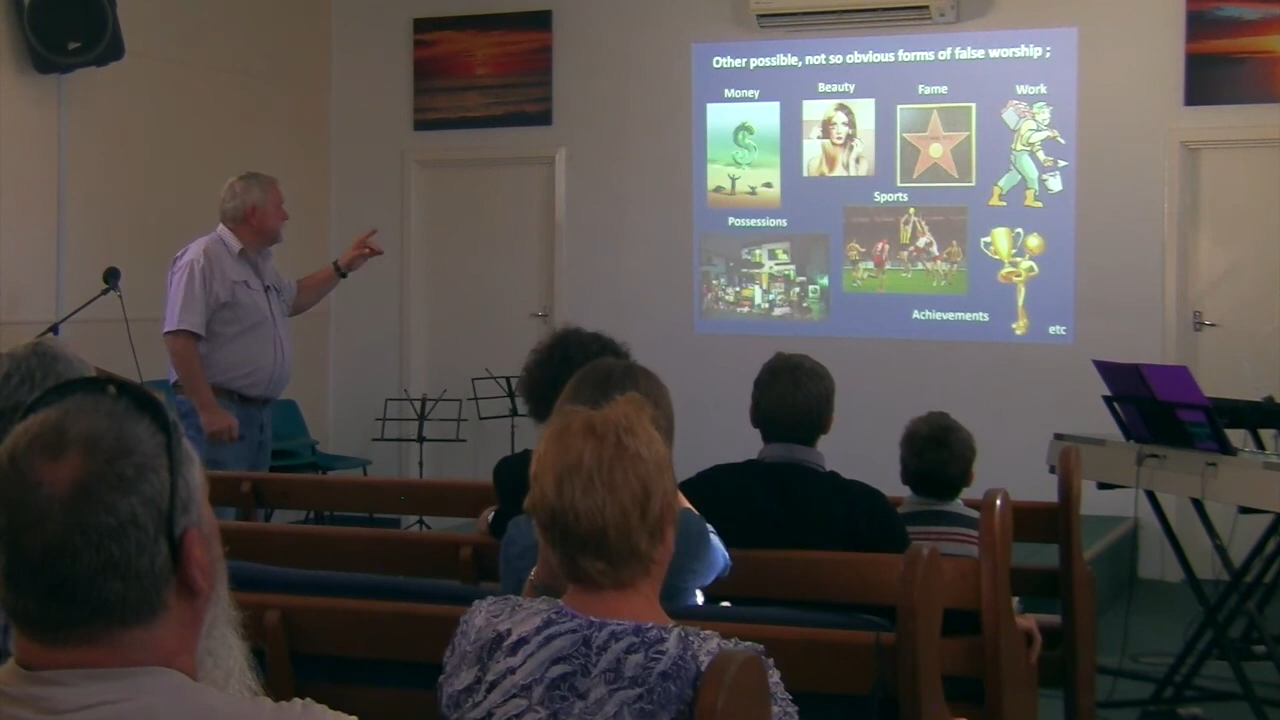 Other possible, not so obvious forms of false worship ;
Money
Beauty
Fame
Work
Sports
Possessions
Achievements
etc